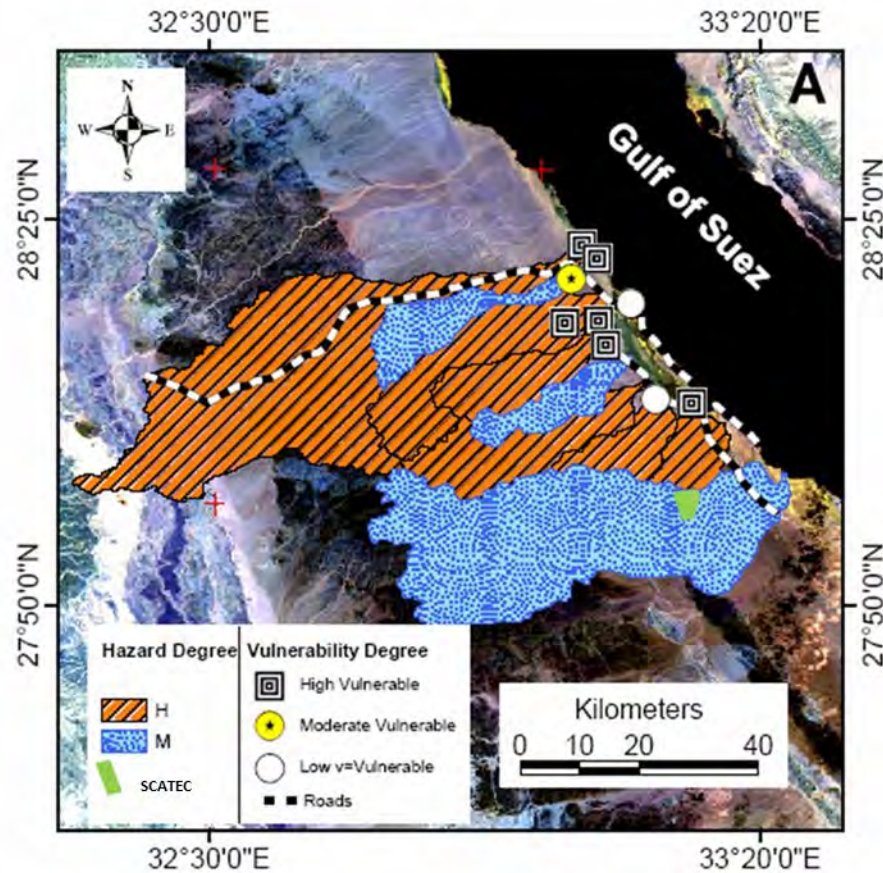 32°30'0"E
33°20'0"E
N
W E
S
A
Gulf of Suez
28°25'0"N
28°25'0"N
27°50'0"N
27°50'0"N
Hazard Degree
H
M
SCATEC
Vulnerability Degree
High Vulnerable
Moderate Vulnerable
Low v=Vulnerable
Roads
Kilometers
0 10 20 40
32°30'0"E
33°20'0"E